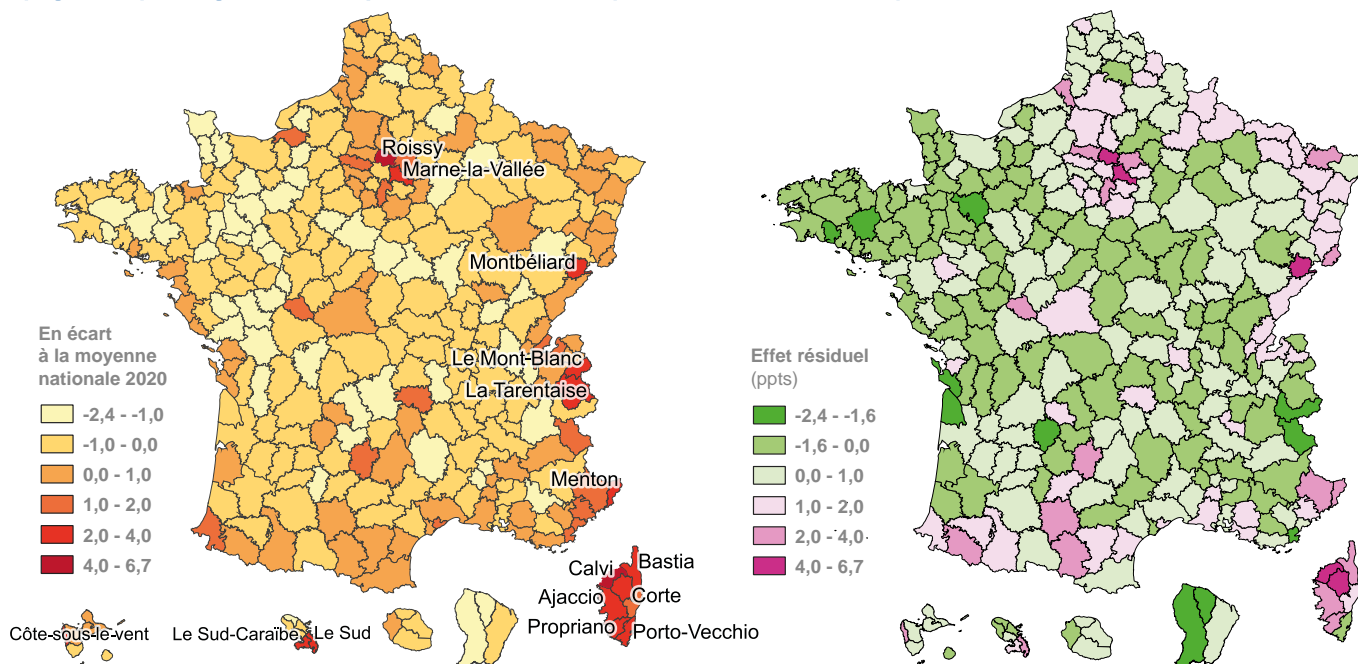 Roissy
Marne-la-Vallée
Montbéliard
En écart
à la moyenne
nationale 2020
-2,4 - -1,0
-1,0 - 0,0
0,0 - 1,0
1,0 - 2,0
2,0 - 4,0
4,0 - 6,7
Le Mont-Blanc
La Tarentaise
Menton
Calvi
Bastia
Ajaccio
Corte
Propriano
Porto-Vecchio
Côte-sous-le-vent
Le Sud-Caraïbe
Le Sud
Effet résiduel
(ppts)
-2,4 - -1,6
-1,6 - 0,0
0,0 - 1,0
1,0 - 2,0
2,0 - 4,0
4,0 - 6,7